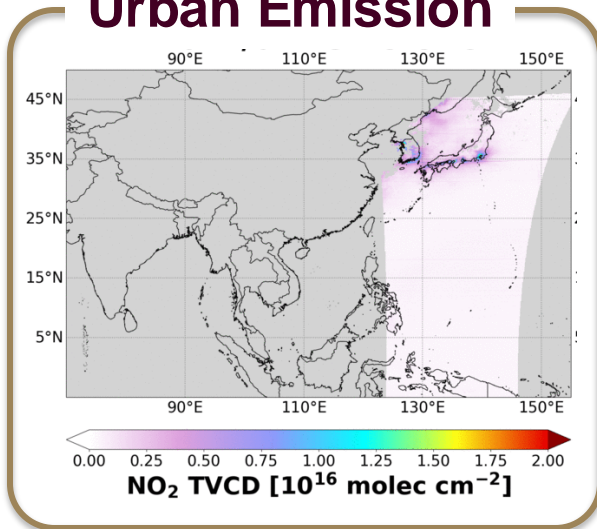 Urban Emission
90°E 110°E 130°E 150°E
45°N
35°N
25°N
15°N
5°N
90°E 110°E 130°E 150°E
0.00 0.25 0.50 0.75 1.00 1.25 1.50 1.75 2.00
NO₂ TVCD [10¹⁶ molec cm⁻²]